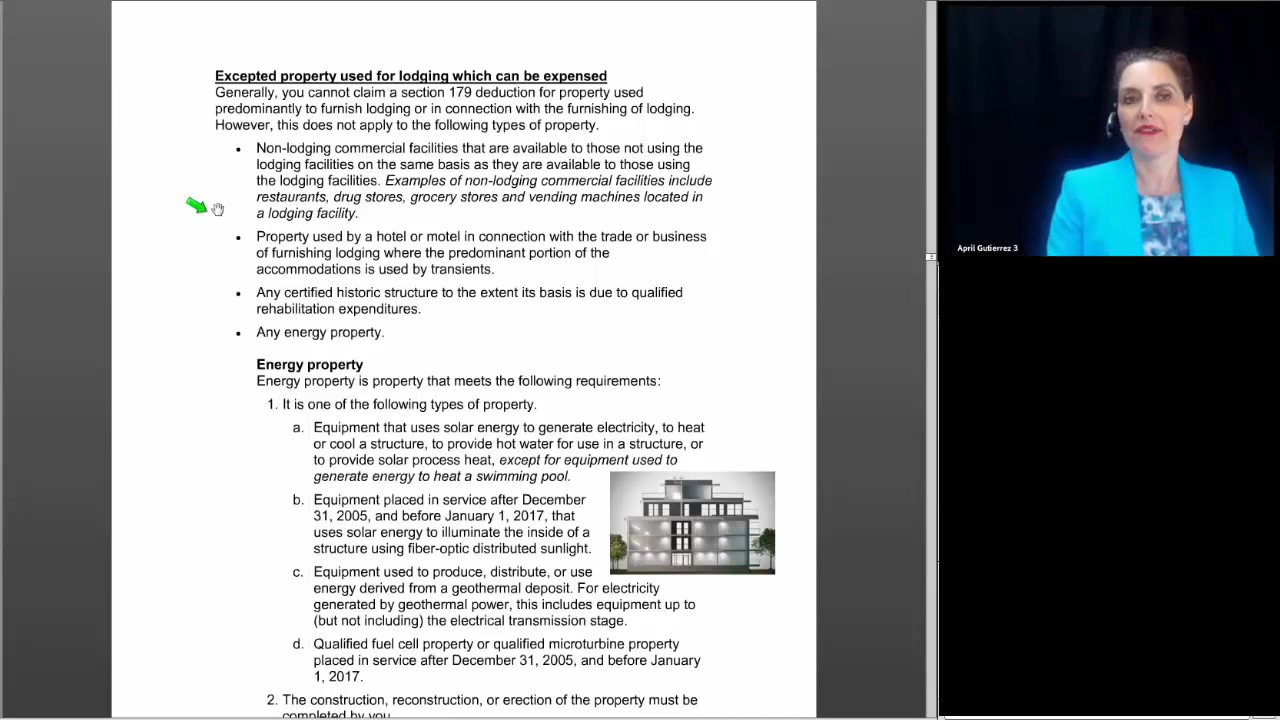 Excepted property used for lodging which can be expensed
Generally, you cannot claim a section 179 deduction for property used
predominantly to furnish lodging or in connection with the furnishing of lodging.
However, this does not apply to the following types of property.
• Non-lodging commercial facilities that are available to those not using the
lodging facilities on the same basis as they are available to those using
the lodging facilities. Examples of non-lodging commercial facilities include
restaurants, drug stores, grocery stores and vending machines located in
a lodging facility.
• Property used by a hotel or motel in connection with the trade or business
of furnishing lodging where the predominant portion of the
accommodations is used by transients.
• Any certified historic structure to the extent its basis is due to qualified
rehabilitation expenditures.
• Any energy property.
Energy property
Energy property is property that meets the following requirements:
1. It is one of the following types of property.
a. Equipment that uses solar energy to generate electricity, to heat
or cool a structure, to provide hot water for use in a structure, or
to provide solar process heat, except for equipment used to
generate energy to heat a swimming pool.
b. Equipment placed in service after December
31, 2005, and before January 1, 2017, that
uses solar energy to illuminate the inside of a
structure using fiber-optic distributed sunlight.
c. Equipment used to produce, distribute, or use
energy derived from a geothermal deposit. For electricity
generated by geothermal power, this includes equipment up to
(but not including) the electrical transmission stage.
d. Qualified fuel cell property or qualified microturbine property
placed in service after December 31, 2005, and before January
1, 2017.
2. The construction, reconstruction, or erection of the property must be
completed by you
April Gutierrez 3